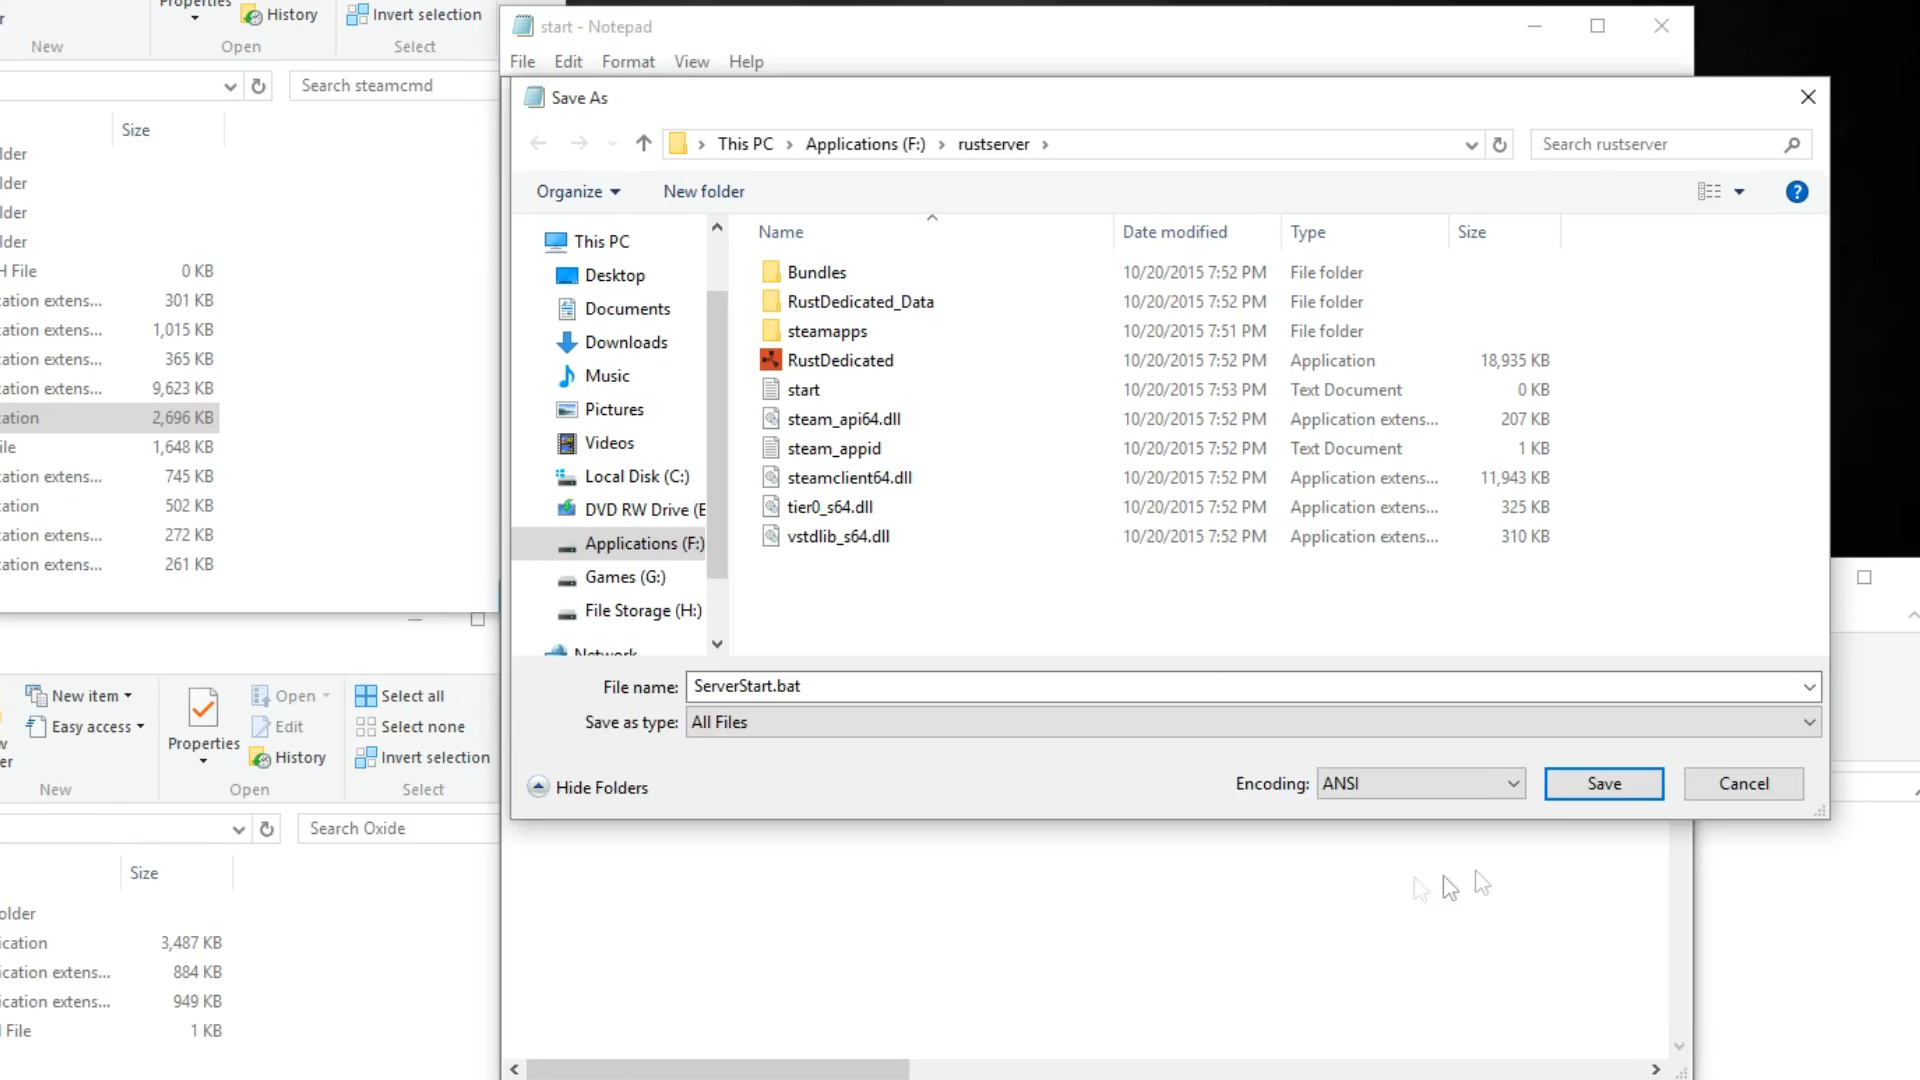 Properties
History
Invert selection
New
Open
Select
Search steamcmd
Size
lder
lder
lder
lder
H File 0 KB
cation extens... 301 KB
cation extens... 1,015 KB
cation extens... 365 KB
cation extens... 9,623 KB
cation 2,696 KB
ile 1,648 KB
cation extens... 745 KB
cation 502 KB
cation extens... 272 KB
cation extens... 261 KB
New item
Easy access
Properties
Open
Edit
History
Select all
Select none
Invert selection
w
er
New
Open
Select
Search Oxide
Size
older
ication 3,487 KB
ication extens... 884 KB
ication extens... 949 KB
File 1 KB
start - Notepad
File Edit Format View Help
Save As
This PC > Applications (F:) > rustserver >
Search rustserver
Organize
New folder
?
This PC
Desktop
Documents
Downloads
Music
Pictures
Videos
Local Disk (C:)
DVD RW Drive (E
Applications (F:)
Games (G:)
File Storage (H:)
Network
Name Date modified Type Size
Bundles 10/20/2015 7:52 PM File folder
RustDedicated_Data 10/20/2015 7:52 PM File folder
steamapps 10/20/2015 7:51 PM File folder
RustDedicated 10/20/2015 7:52 PM Application 18,935 KB
start 10/20/2015 7:53 PM Text Document 0 KB
steam_api64.dll 10/20/2015 7:52 PM Application extens... 207 KB
steam_appid 10/20/2015 7:52 PM Text Document 1 KB
steamclient64.dll 10/20/2015 7:52 PM Application extens... 11,943 KB
tier0_s64.dll 10/20/2015 7:52 PM Application extens... 325 KB
vstdlib_s64.dll 10/20/2015 7:52 PM Application extens... 310 KB
File name: ServerStart.bat
Save as type: All Files
Hide Folders
Encoding: ANSI
Save
Cancel